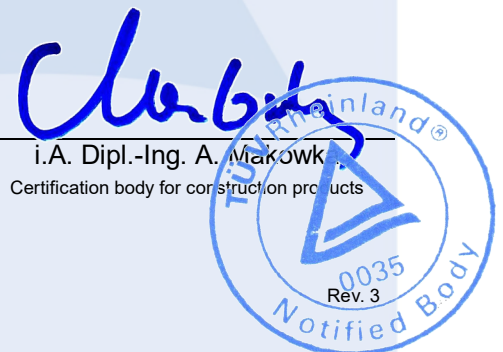 i.A. Dipl.-Ing. A. Makowka
Certification body for construction products
TÜV Rheinland ®
0035
Rev. 3
Notified Body